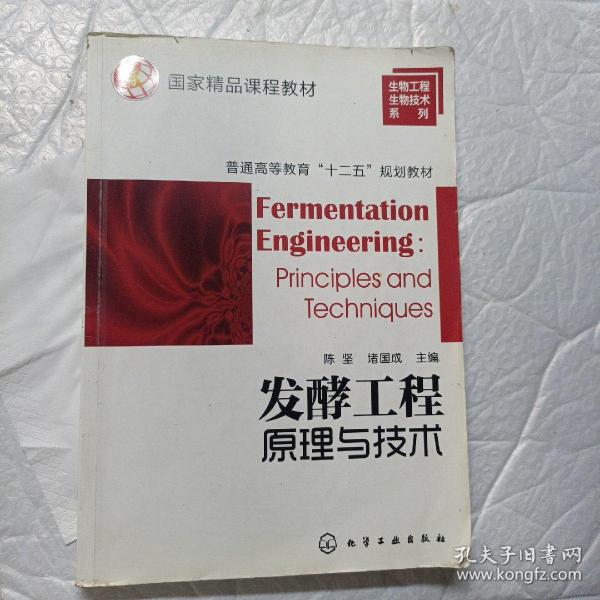 国家精品课程教材
生物工程
生物技术
系列
普通高等教育“十二五”规划教材
Fermentation
Engineering:
Principles and
Techniques
陈坚 堵国成 主编
发酵工程
原理与技术
化学工业出版社
孔夫子旧书网
www.kongfz.com